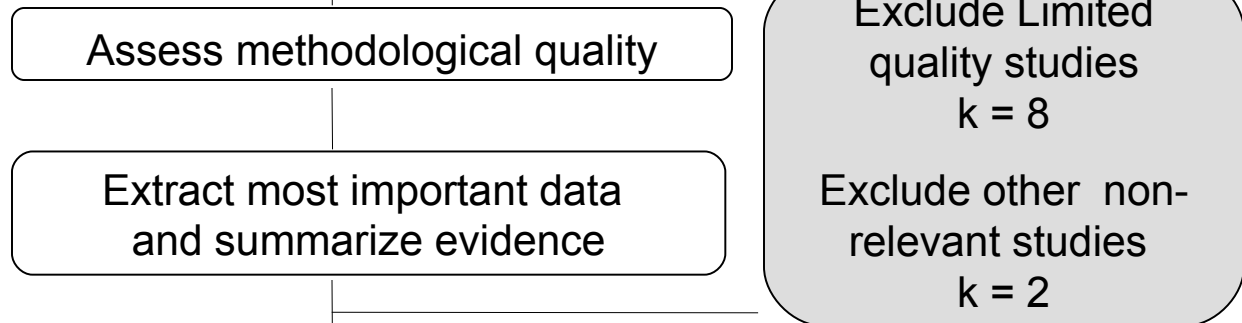 Assess methodological quality
Extract most important data
and summarize evidence
Exclude Limited
quality studies
k = 8
Exclude other  non-
relevant studies
k = 2